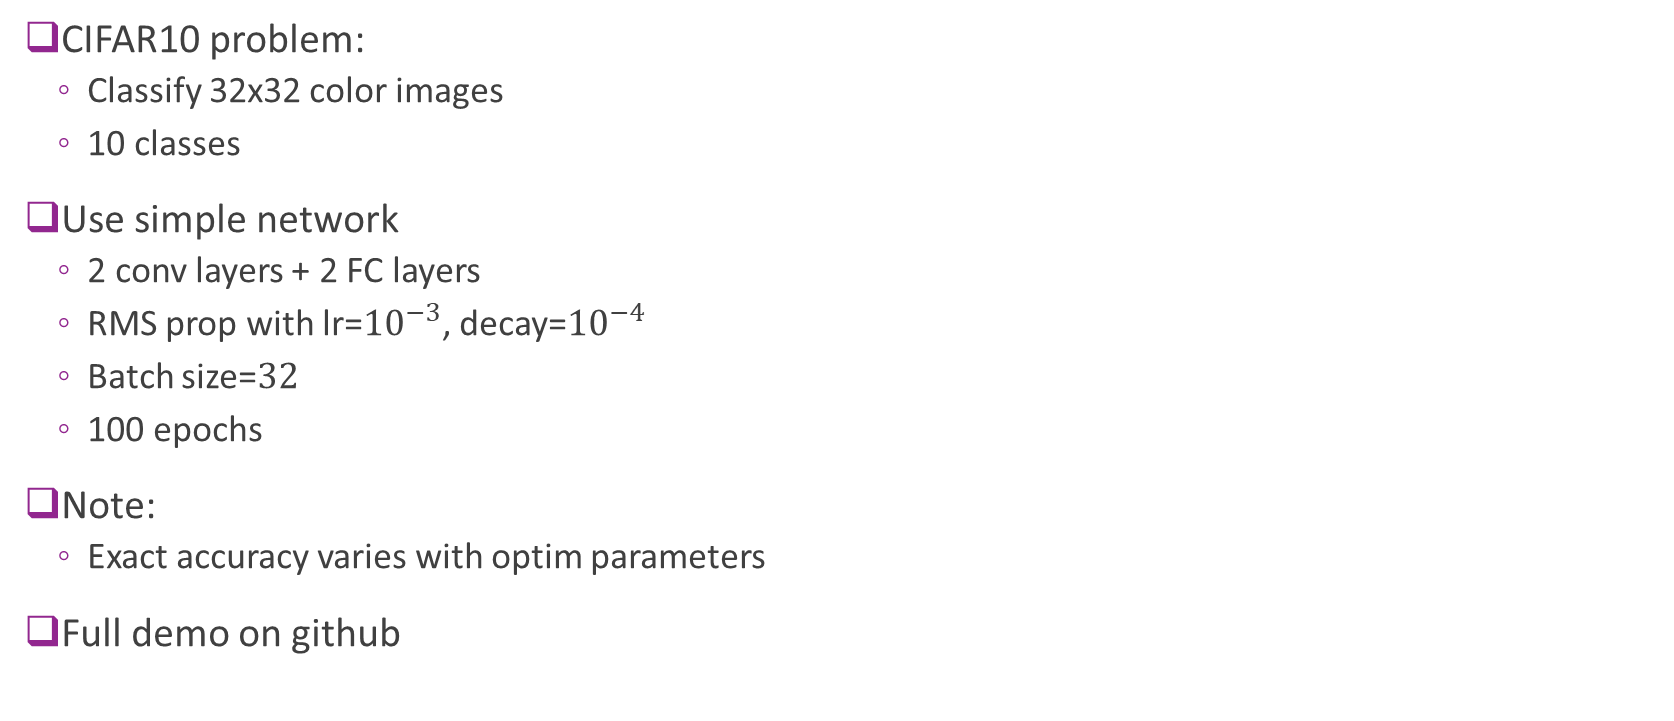 ❑CIFAR10 problem:
◦ Classify 32x32 color images
◦ 10 classes
❑Use simple network
◦ 2 conv layers + 2 FC layers
◦ RMS prop with lr=10⁻³, decay=10⁻⁴
◦ Batch size=32
◦ 100 epochs
❑Note:
◦ Exact accuracy varies with optim parameters
❑Full demo on github